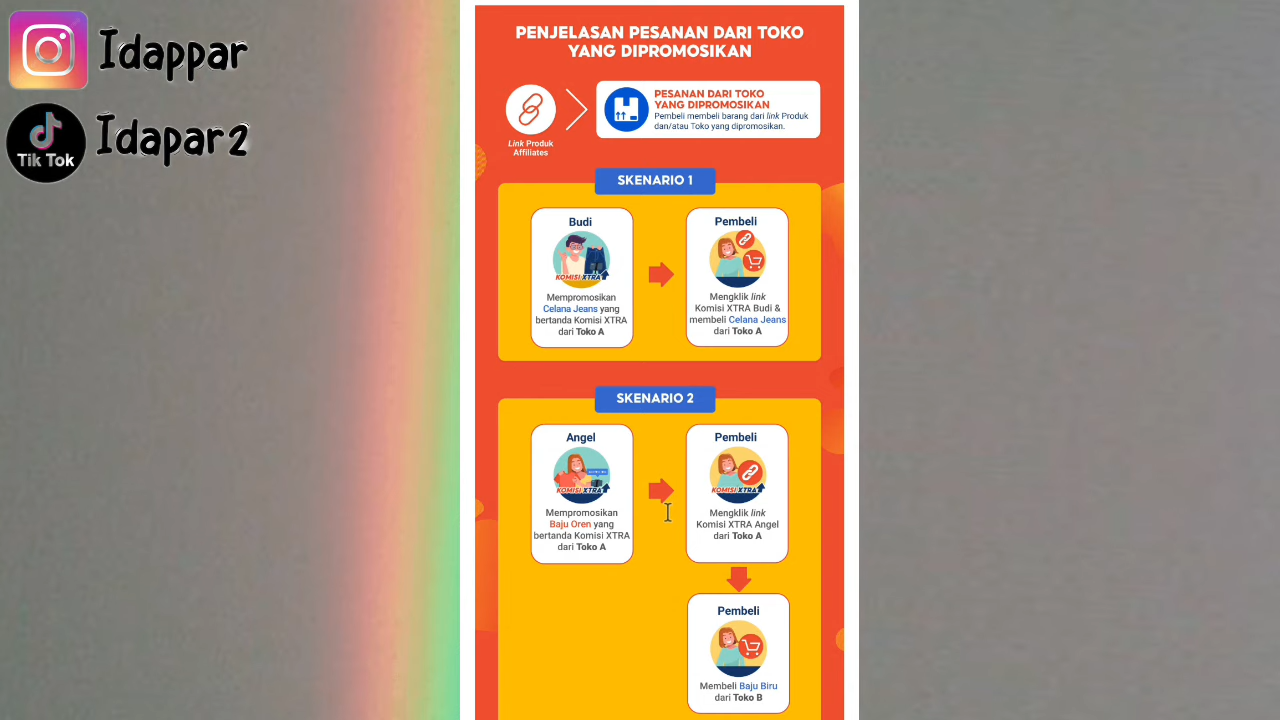 Idappar
Tik Tok
Idapar2
PENJELASAN PESANAN DARI TOKO
YANG DIPROMOSIKAN
Link Produk
Affiliates
PESANAN DARI TOKO
YANG DIPROMOSIKAN
Pembeli membeli barang dari link Produk
dan/atau Toko yang dipromosikan.
SKENARIO 1
Budi
KOMISI XTRA
Mempromosikan
Celana Jeans yang
bertanda Komisi XTRA
dari Toko A
Pembeli
Mengklik link
Komisi XTRA Budi &
membeli Celana Jeans
dari Toko A
SKENARIO 2
Angel
KOMISI XTRA
Mempromosikan
Baju Oren yang
bertanda Komisi XTRA
dari Toko A
Pembeli
KOMISI XTRA
Mengklik link
Komisi XTRA Angel
dari Toko A
Pembeli
Membeli Baju Biru
dari Toko B